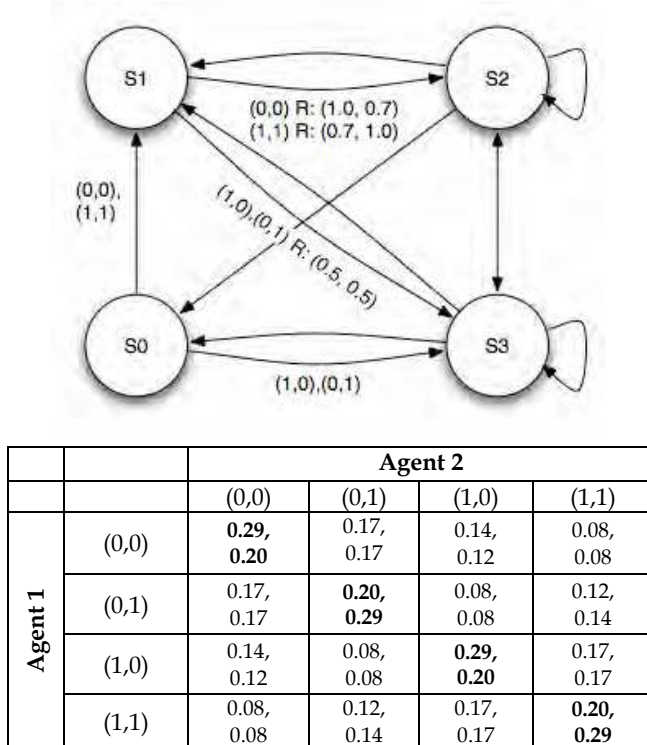 S1
S2
(0,0) R: (1.0, 0.7)
(1,1) R: (0.7, 1.0)
(0,0),
(1,1)
(1,0),(0,1) R: (0.5, 0.5)
S0
S3
(1,0),(0,1)
Agent 2
(0,0) (0,1) (1,0) (1,1)
Agent 1
(0,0) 0.29, 0.17, 0.14, 0.08,
0.20 0.17 0.12 0.08
(0,1) 0.17, 0.20, 0.08, 0.12,
0.17 0.29 0.08 0.14
(1,0) 0.14, 0.08, 0.29, 0.17,
0.12 0.08 0.20 0.17
(1,1) 0.08, 0.12, 0.17, 0.20,
0.08 0.14 0.17 0.29